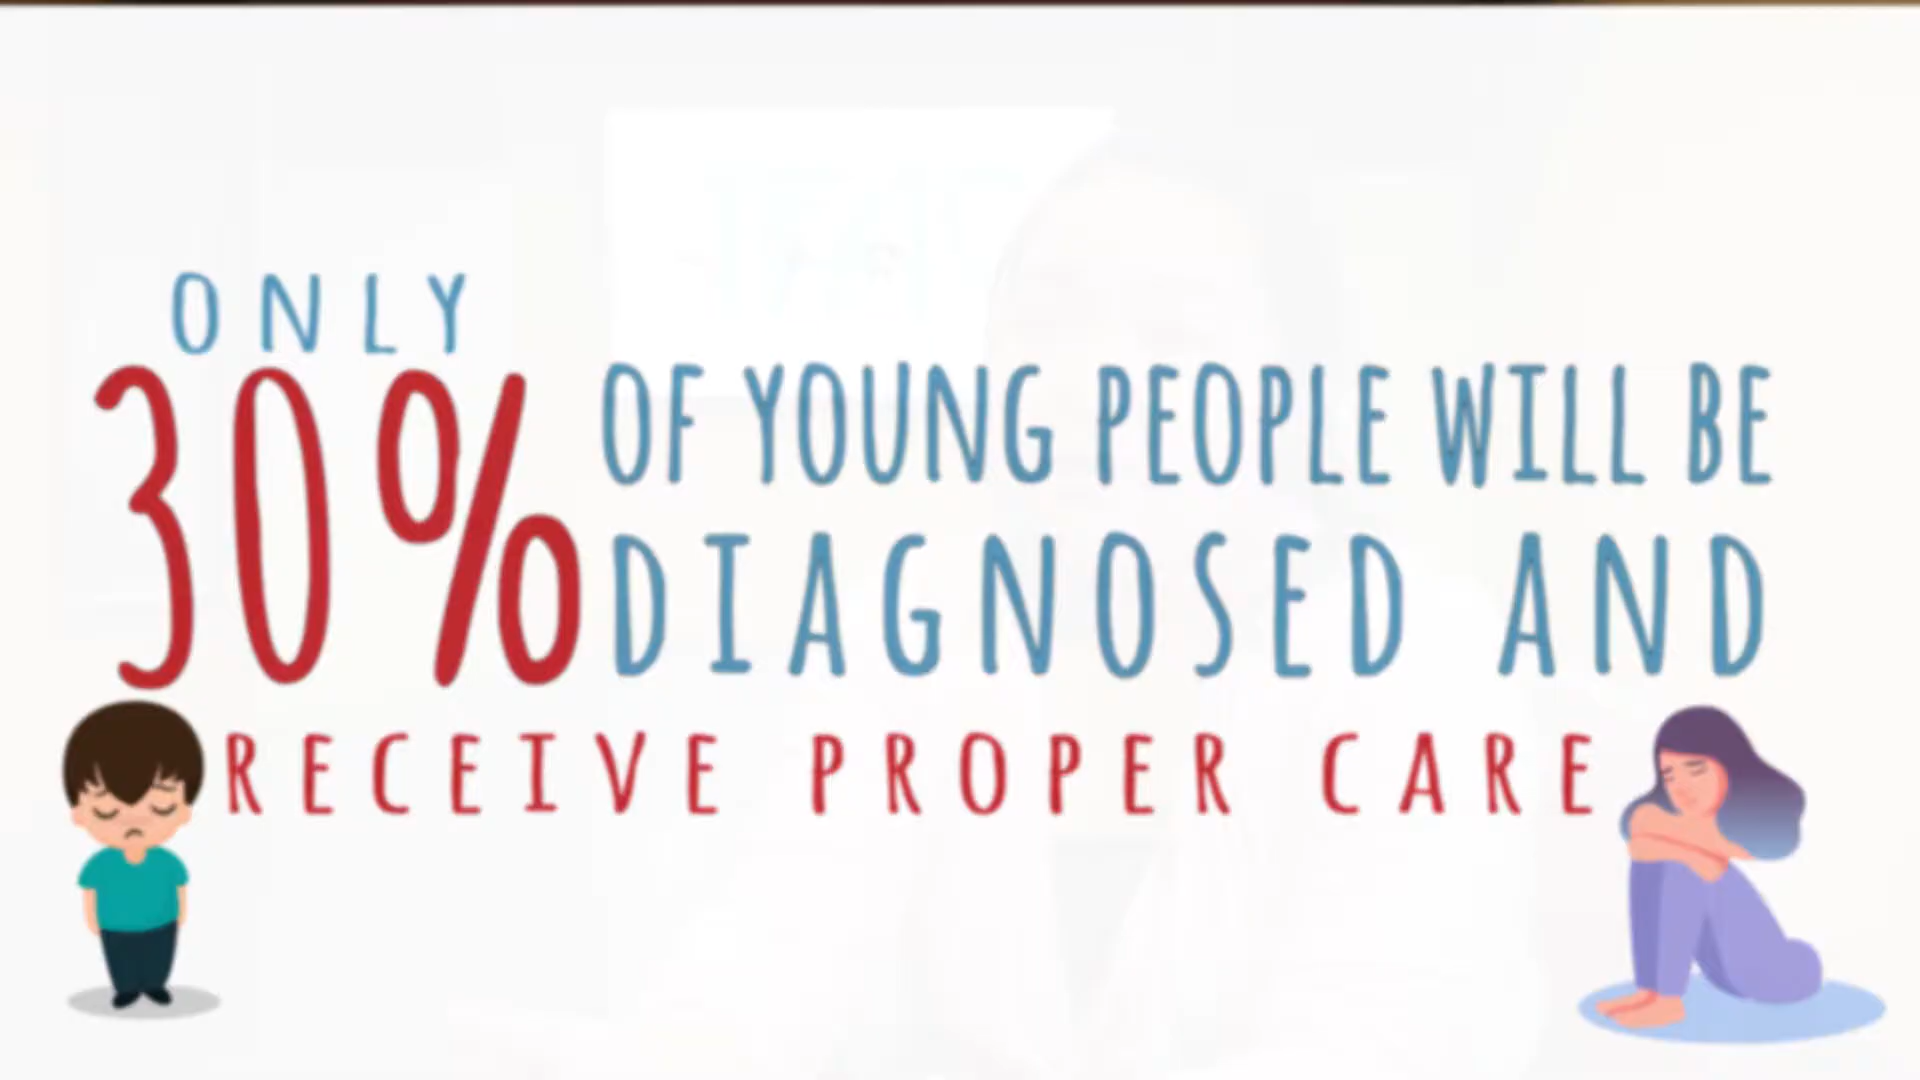 ONLY
30% OF YOUNG PEOPLE WILL BE
DIAGNOSED AND
RECEIVE PROPER CARE